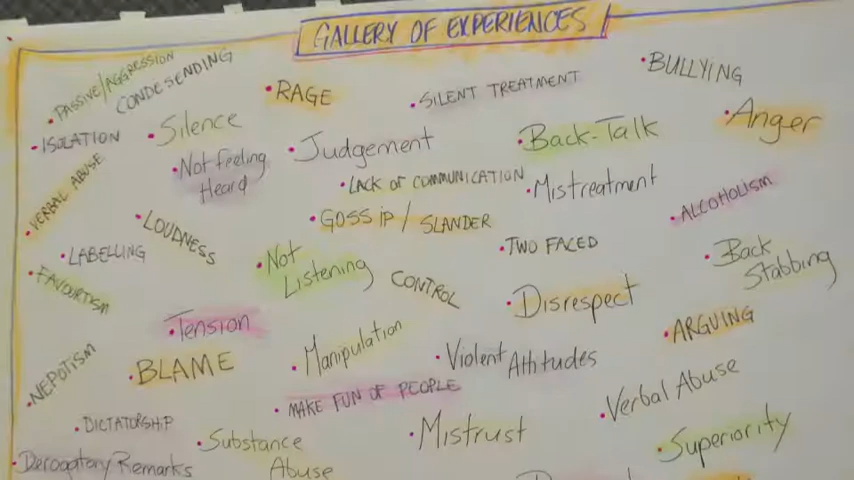 GALLERY OF EXPERIENCES
PASSIVE/AGGRESSION
CONDESENDING
• RAGE
• SILENT TREATMENT
• BULLYING
• ISOLATION
• Silence
• Judgement
• Back-Talk
• Anger
• Not feeling
Heard
• LACK OF COMMUNICATION
• Mistreatment
• VERBAL ABUSE
• LOUDNESS
• GOSSIP / SLANDER
• ALCOHOLISM
• LABELLING
• Not
Listening
• TWO FACED
• Back
Stabbing
• FAVOURTISM
CONTROL
• Disrespect
• Tension
• ARGUING
• NEPOTISM
• BLAME
• Manipulation
• Violent Attitudes
• MAKE FUN OF PEOPLE
• Verbal Abuse
• DICTATORSHIP
• Substance
Abuse
• Mistrust
• Superiority
• Derogatory Remarks